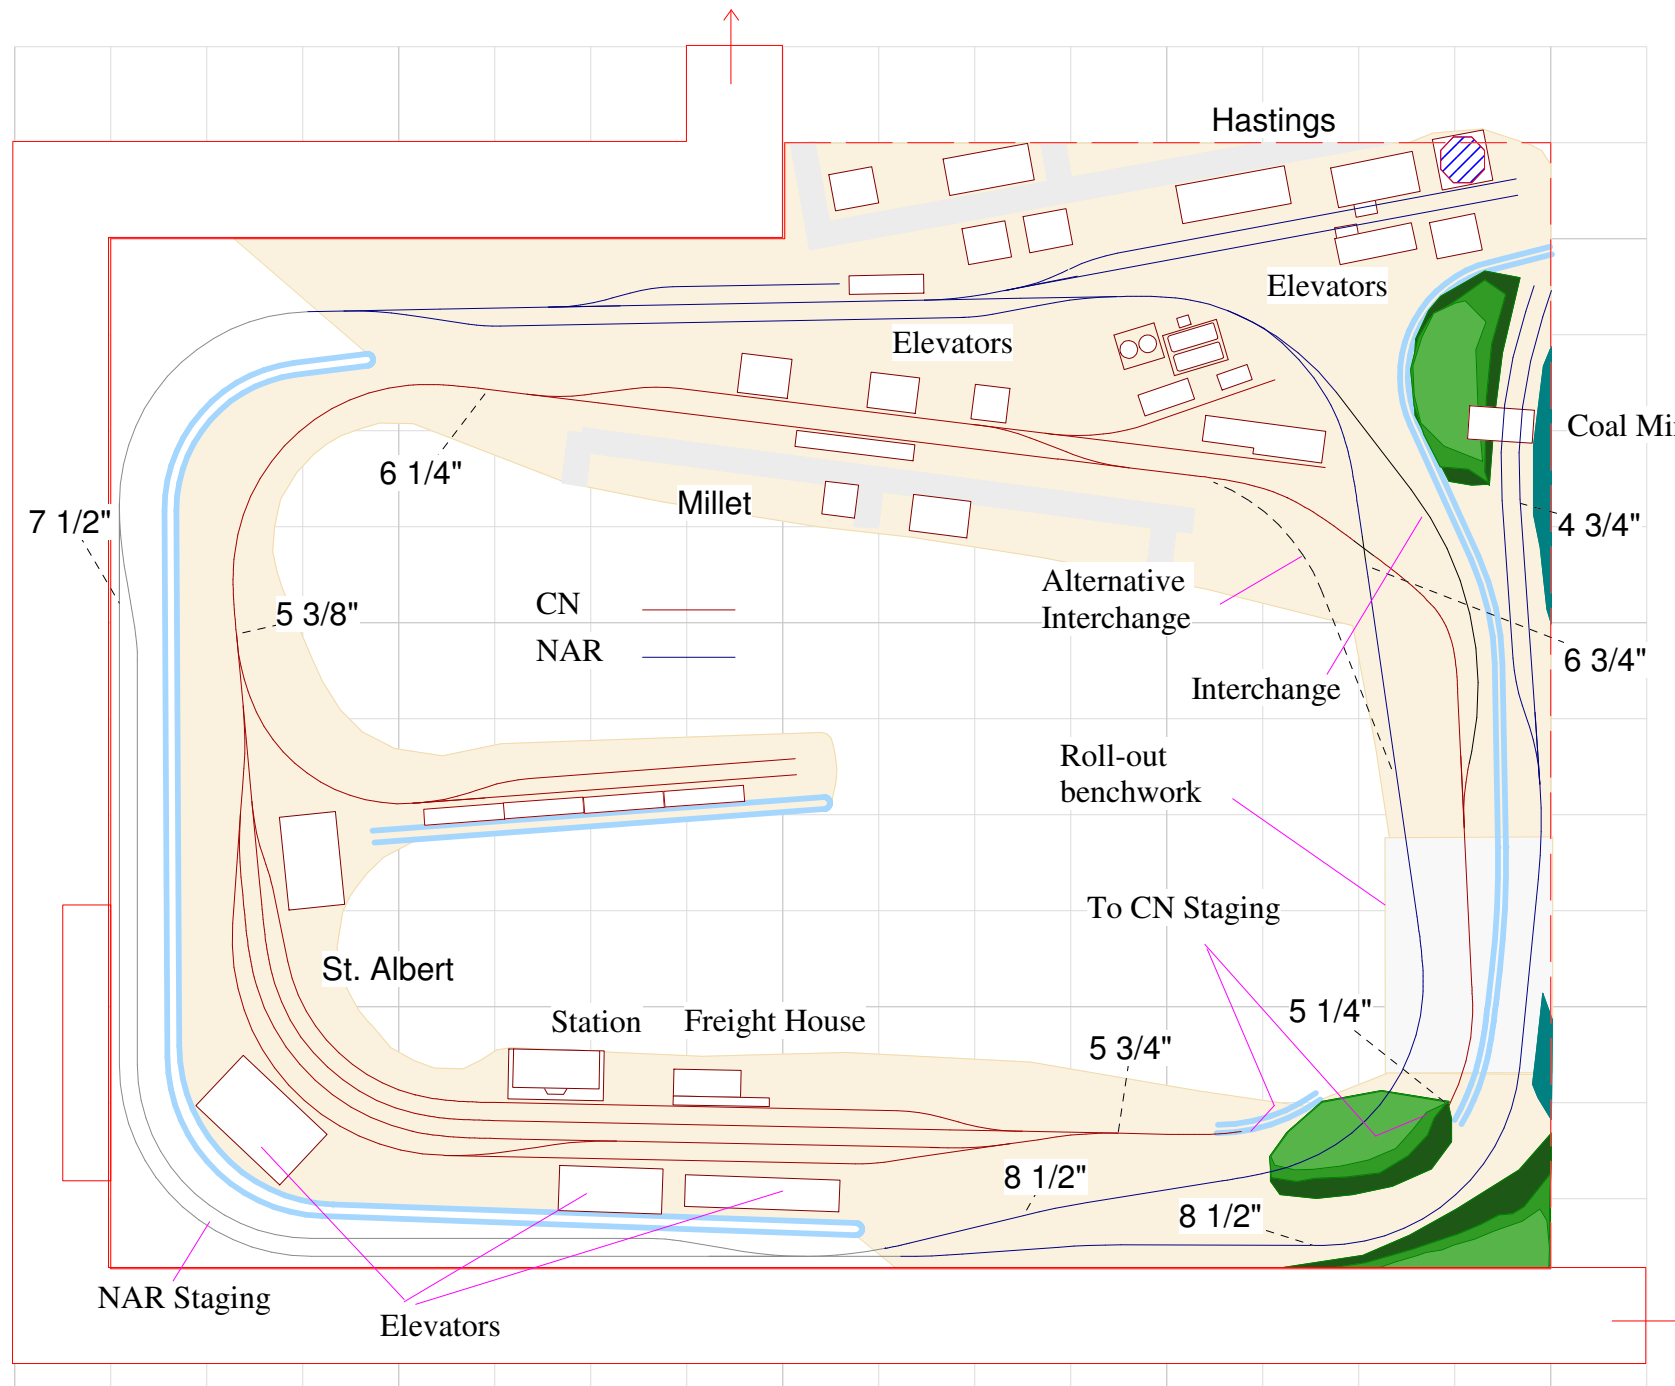 Hastings
Elevators
Elevators
Coal Mi
6 1/4"
Millet
7 1/2"
4 3/4"
Alternative
Interchange
5 3/8"
CN
NAR
6 3/4"
Interchange
Roll-out
benchwork
To CN Staging
St. Albert
Station
Freight House
5 1/4"
5 3/4"
8 1/2"
8 1/2"
NAR Staging
Elevators